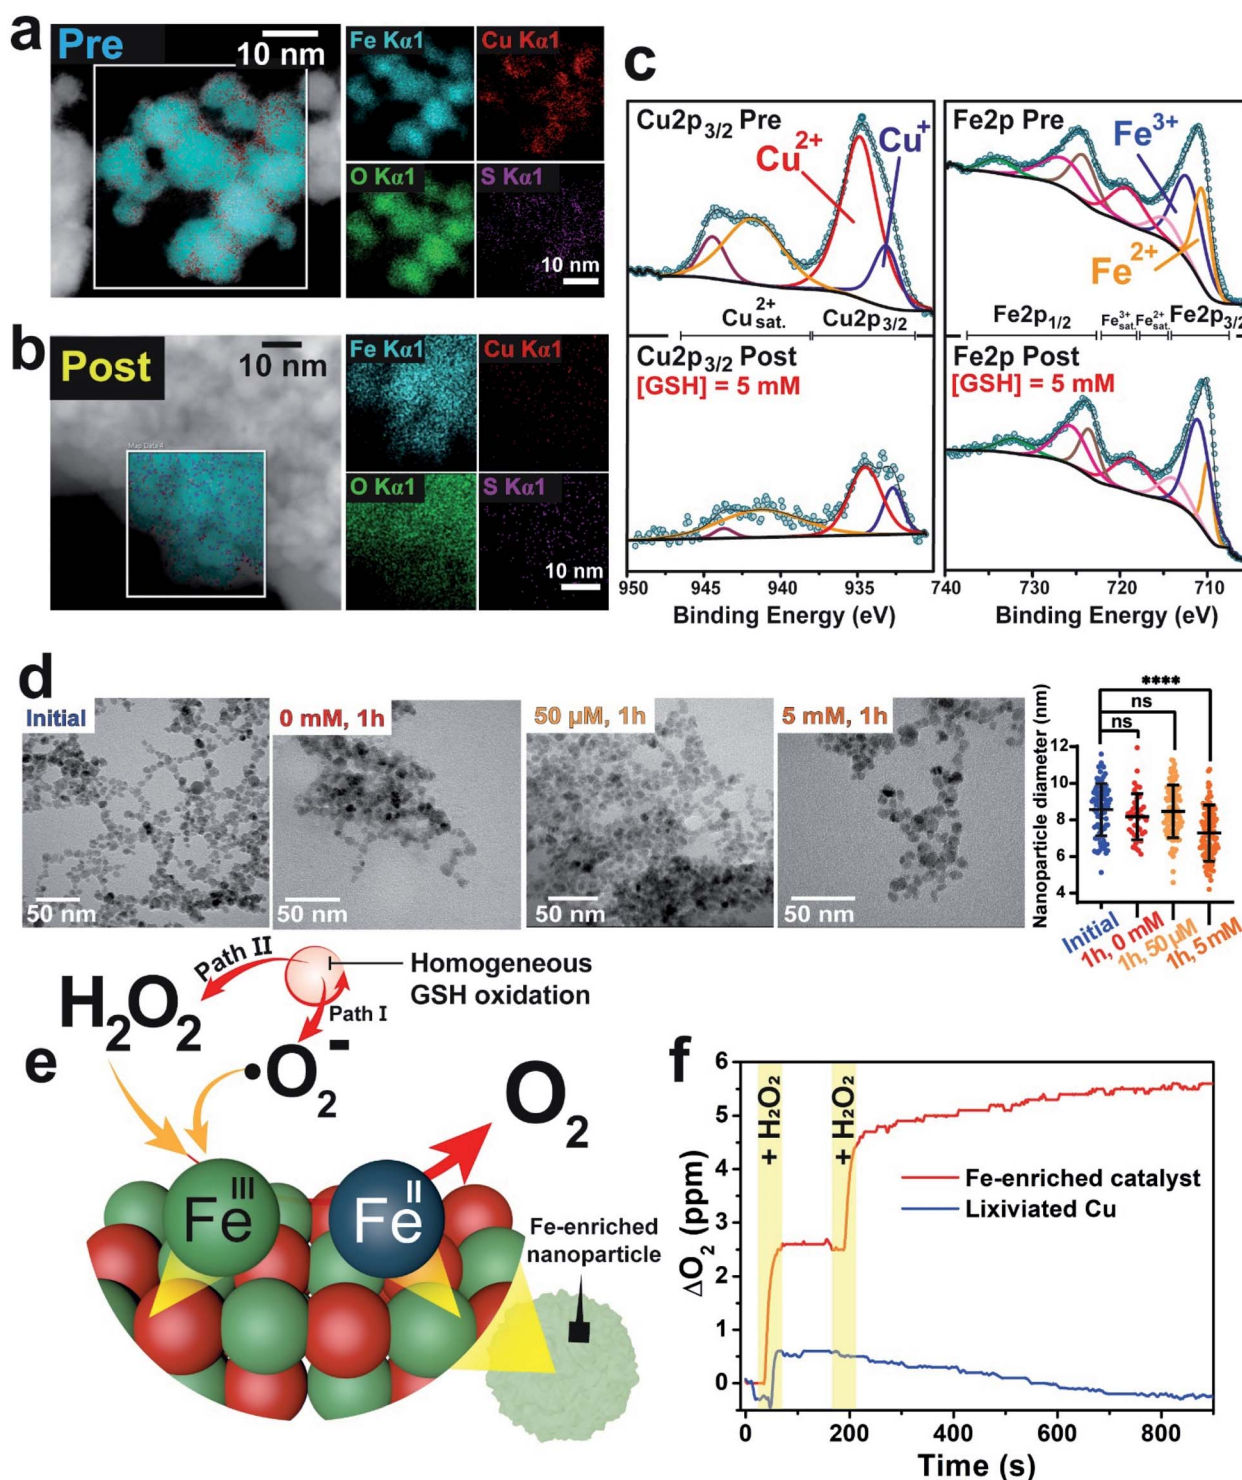 a
Pre
10 nm
Fe Kα1
Cu Kα1
O Kα1
S Kα1
10 nm
b
Post
10 nm
Map Data 4
Fe Kα1
Cu Kα1
O Kα1
S Kα1
10 nm
c
Cu2p3/2 Pre
Cu2+
Cu+
Cu2+sat.
Cu2p3/2
Cu2p3/2 Post
[GSH] = 5 mM
950 945 940 935
Binding Energy (eV)
Fe2p Pre
Fe3+
Fe2+
Fe2p1/2
Fe3+sat.
Fe2+sat.
Fe2p3/2
Fe2p Post
[GSH] = 5 mM
740 730 720 710
Binding Energy (eV)
d
Initial
50 nm
0 mM, 1h
50 nm
50 µM, 1h
50 nm
5 mM, 1h
50 nm
****
ns
ns
Nanoparticle diameter (nm)
12
10
8
6
4
Initial
1h, 0 mM
1h, 50 µM
1h, 5 mM
e
Path II
Homogeneous
GSH oxidation
Path I
H2O2
•O2-
O2
FeIII
FeII
Fe-enriched
nanoparticle
f
+ H2O2
+ H2O2
Fe-enriched catalyst
Lixiviated Cu
ΔO2 (ppm)
6
5
4
3
2
1
0
0 200 400 600 800
Time (s)